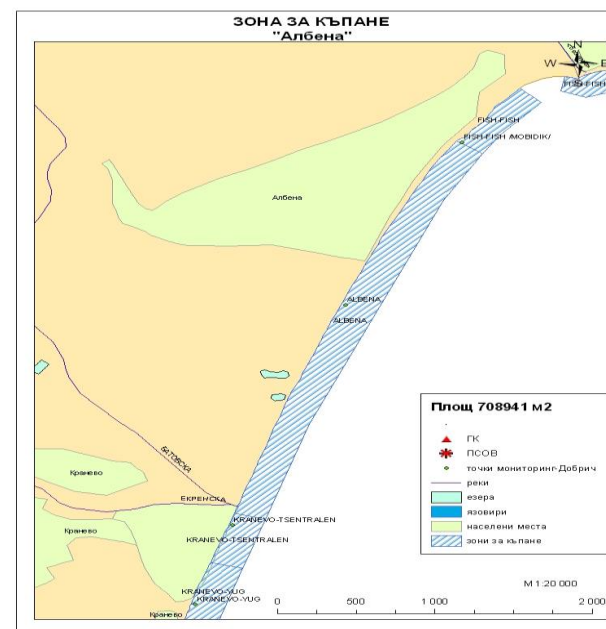 ЗОНА ЗА КЪПАНЕ
"Албена"
N
W
E
FISH-FISH
FISH-FISH
FISH-FISH /MOBIDIK/
Албена
ALBENA
ALBENA
Площ 708941 м2
ГК
ПСОВ
точки мониторинг-Добрич
реки
езера
язовири
населени места
зони за къпане
БАТОВСКА
Кранево
ЕКРЕНСКА
KRANEVO-TSENTRALEN
Кранево
KRANEVO-TSENTRALEN
KRANEVO-YUG
KRANEVO-YUG
Кранево
М 1:20 000
0 500 1 000 2 000